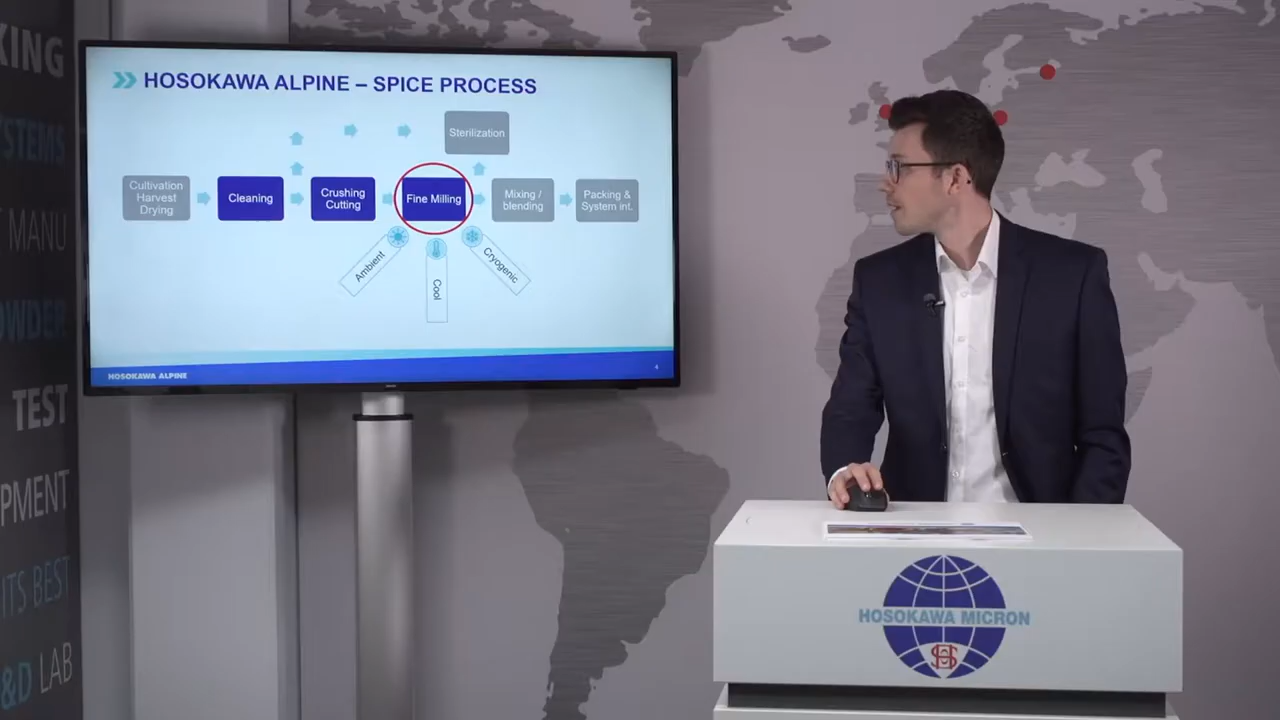 KING
STEMS
MANU
OWDER
TEST
PMENT
ITS BEST
&D LAB
HOSOKAWA ALPINE – SPICE PROCESS
Sterilization
Cultivation
Harvest
Drying
Cleaning
Crushing
Cutting
Fine Milling
Mixing /
blending
Packing &
System int.
Ambient
Cool
Cryogenic
HOSOKAWA ALPINE
4
HOSOKAWA MICRON